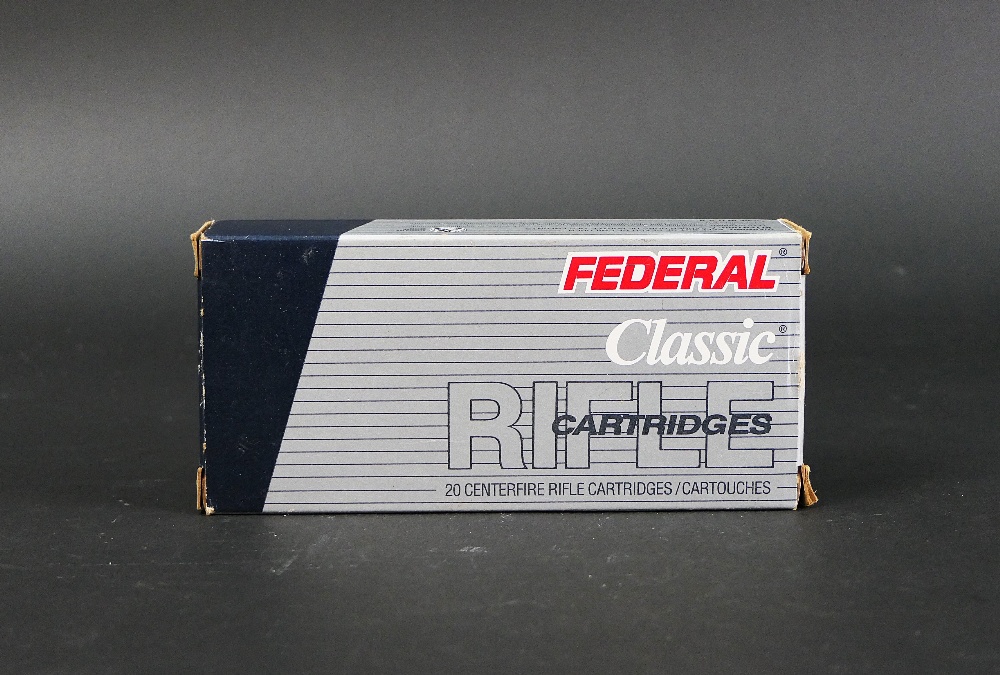 FEDERAL®
Classic®
RIFLE
CARTRIDGES
20 CENTERFIRE RIFLE CARTRIDGES/CARTOUCHES